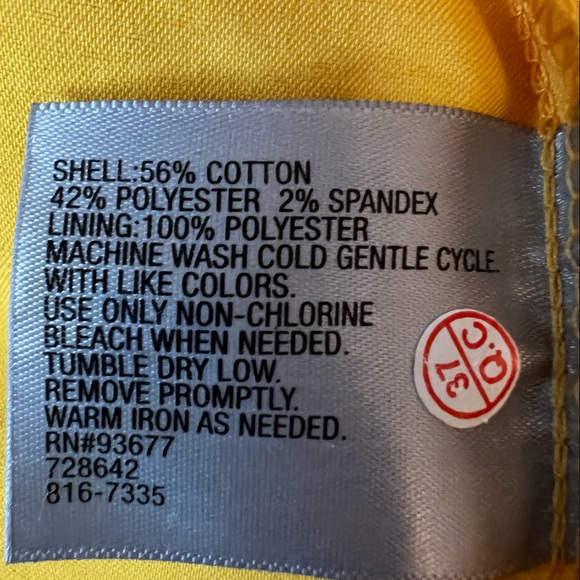 SHELL:56% COTTON
42% POLYESTER 2% SPANDEX
LINING:100% POLYESTER
MACHINE WASH COLD GENTLE CYCLE.
WITH LIKE COLORS.
USE ONLY NON-CHLORINE
BLEACH WHEN NEEDED.
TUMBLE DRY LOW.
REMOVE PROMPTLY.
WARM IRON AS NEEDED.
RN#93677
728642
816-7335
Q.C
37